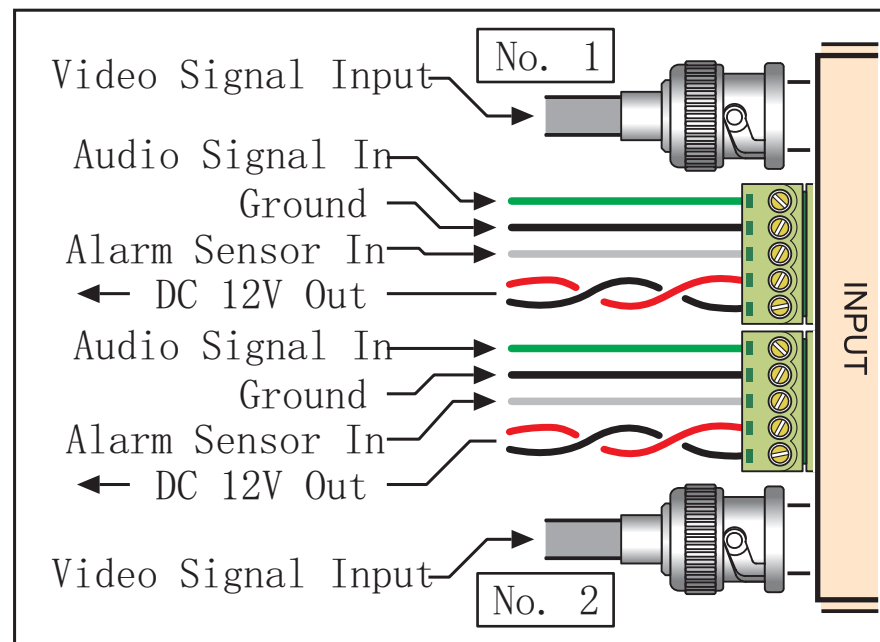 No. 1
Video Signal Input
Audio Signal In
Ground
Alarm Sensor In
DC 12V Out
INPUT
Audio Signal In
Ground
Alarm Sensor In
DC 12V Out
Video Signal Input
No. 2